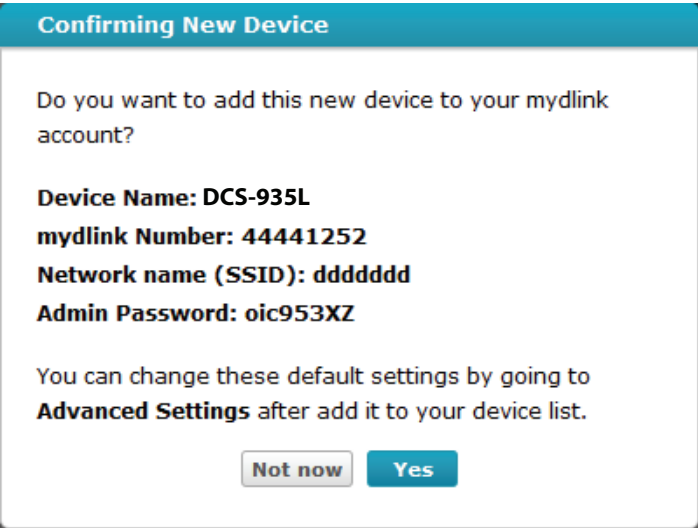 Confirming New Device
Do you want to add this new device to your mydlink
account?
Device Name: DCS-935L
mydlink Number: 44441252
Network name (SSID): ddddddd
Admin Password: oic953XZ
You can change these default settings by going to
Advanced Settings after add it to your device list.
Not now Yes